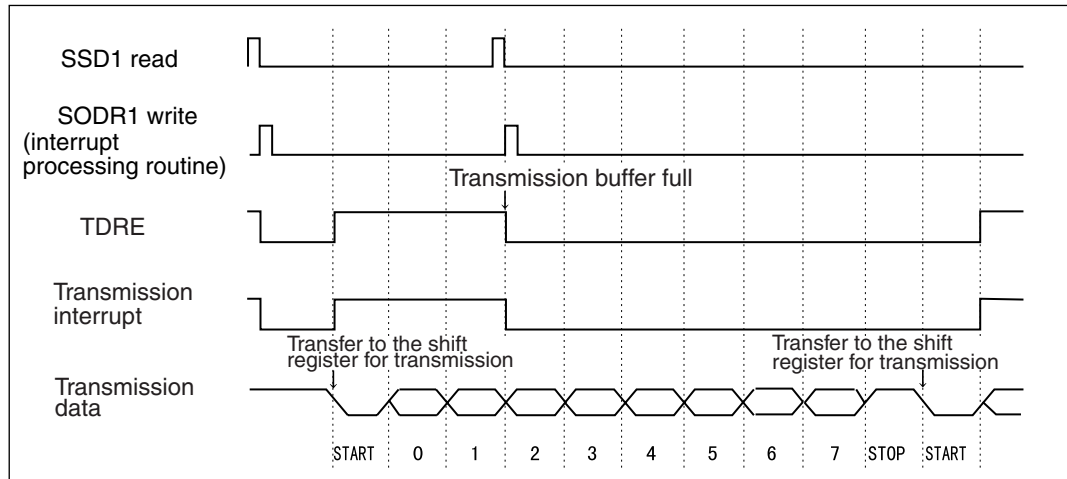 SSD1 read
SODR1 write
(interrupt
processing routine)
Transmission buffer full
TDRE
Transmission
interrupt
Transfer to the shift
register for transmission
Transfer to the shift
register for transmission
Transmission
data
START 0 1 2 3 4 5 6 7 STOP START